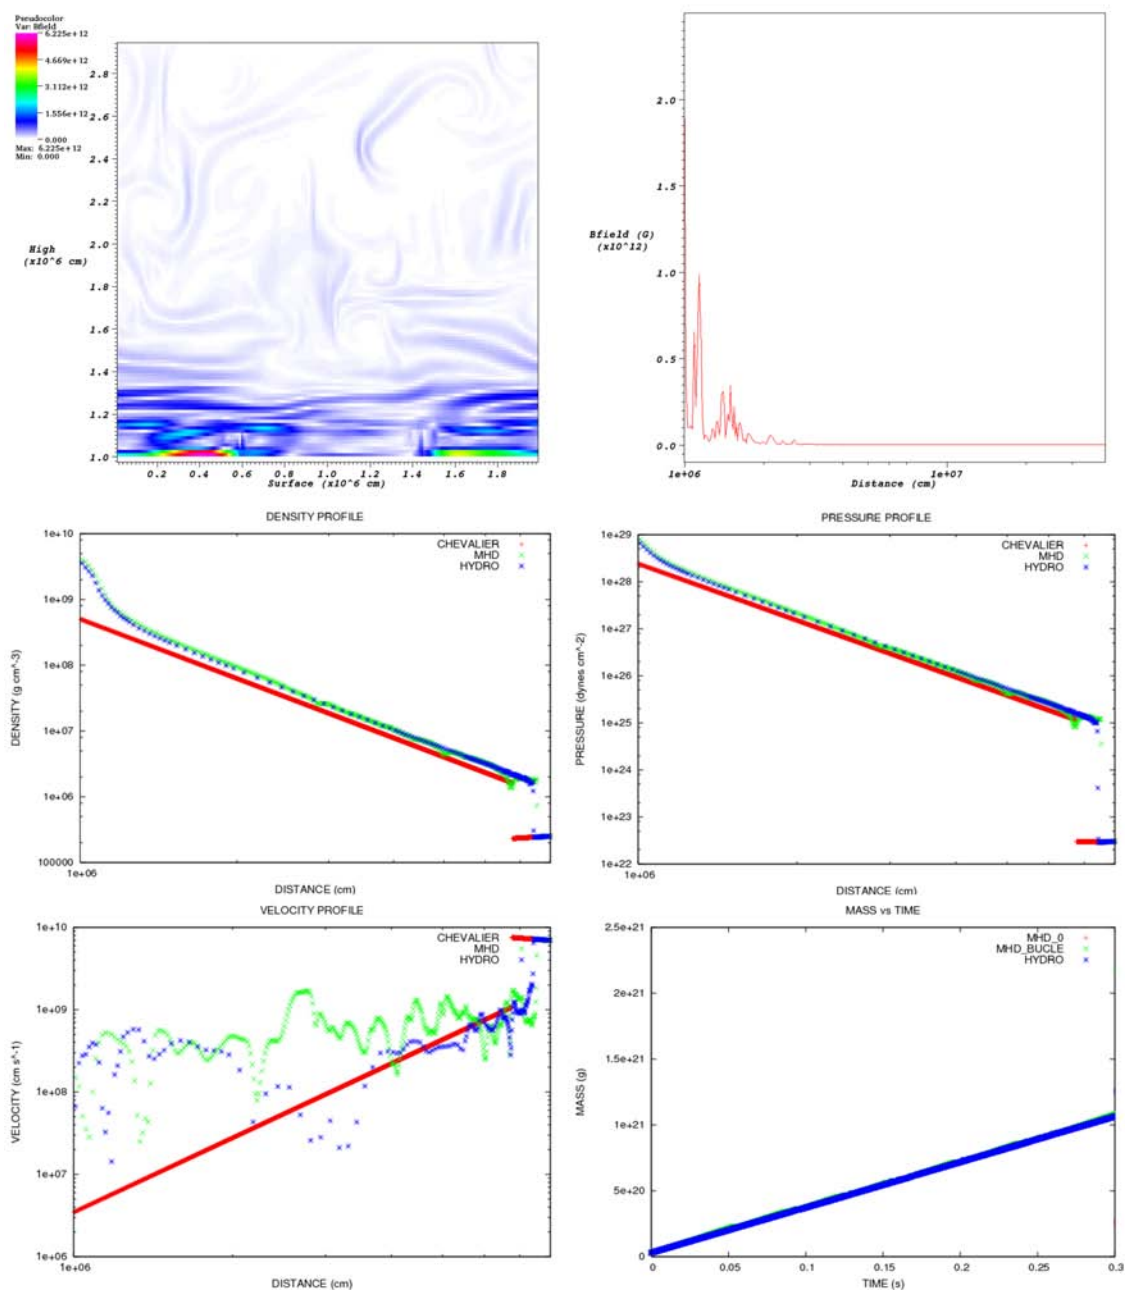 Pseudocolor
Var: Bfield
6.225e+12
4.669e+12
3.112e+12
1.556e+12
0.000
Max: 6.225e+12
Min: 0.000
2.8
2.6
2.4
2.2
2.0
1.8
1.6
1.4
1.2
1.0
High
(x10^6 cm)
0.2 0.4 0.6 0.8 1.0 1.2 1.4 1.6 1.8
Surface (x10^6 cm)
2.0
1.5
1.0
0.5
0.0
Bfield (G)
(x10^12)
1e+06 1e+07
Distance (cm)
DENSITY PROFILE
CHEVALIER
MHD
HYDRO
1e+10
1e+09
1e+08
1e+07
1e+06
100000
DENSITY (g cm^-3)
1e+06
DISTANCE (cm)
PRESSURE PROFILE
CHEVALIER
MHD
HYDRO
1e+29
1e+28
1e+27
1e+26
1e+25
1e+24
1e+23
1e+22
PRESSURE (dynes cm^-2)
1e+06
DISTANCE (cm)
VELOCITY PROFILE
CHEVALIER
MHD
HYDRO
1e+10
1e+09
1e+08
1e+07
1e+06
VELOCITY (cm s^-1)
1e+06
DISTANCE (cm)
MASS vs TIME
MHD_0
MHD_BUCLE
HYDRO
2.5e+21
2e+21
1.5e+21
1e+21
5e+20
0
MASS (g)
0 0.05 0.1 0.15 0.2 0.25 0.3
TIME (s)